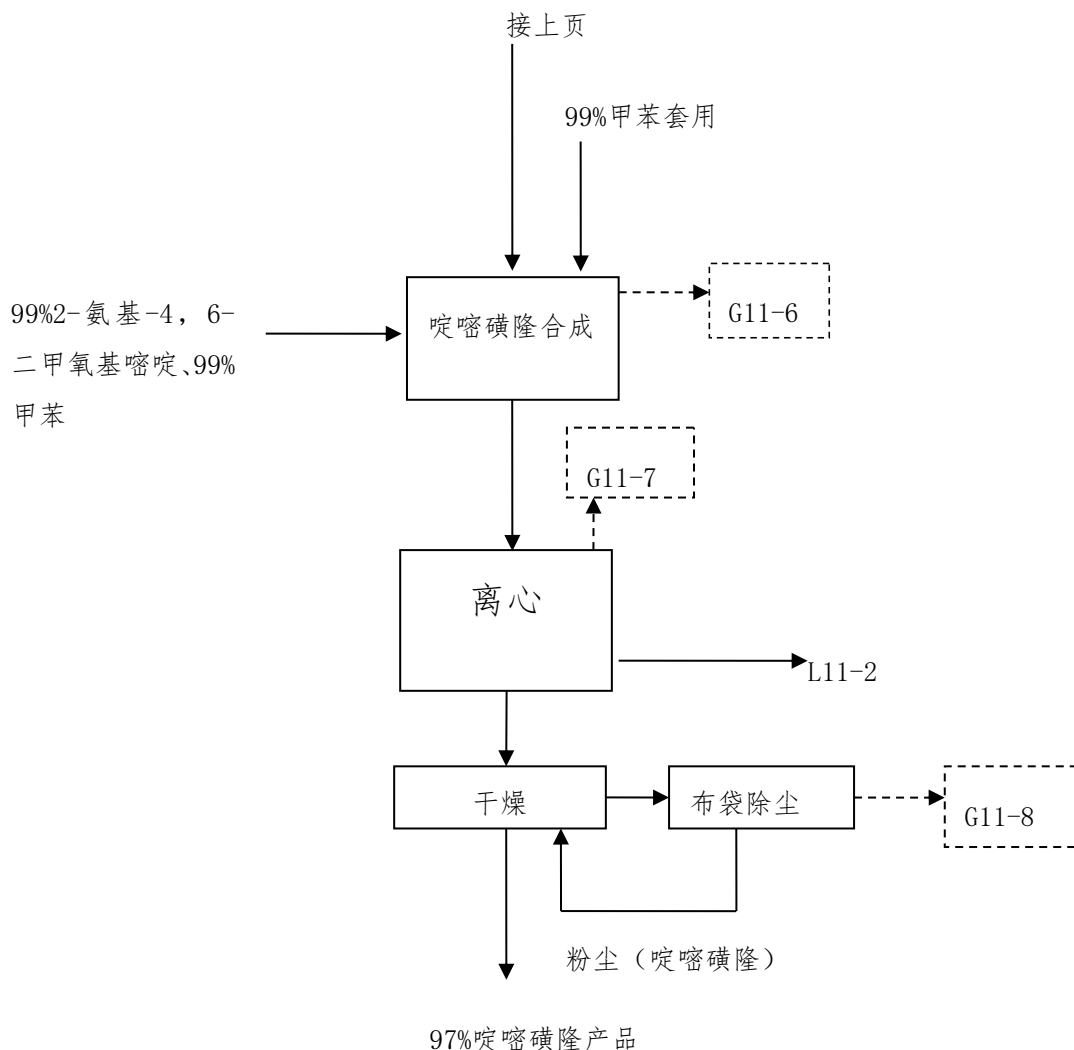 接上页
99%甲苯套用
99%2-氨基-4，6-
二甲氧基嘧啶、99%
甲苯
啶嘧磺隆合成
G11-6
G11-7
离心
L11-2
干燥
布袋除尘
G11-8
粉尘（啶嘧磺隆）
97%啶嘧磺隆产品